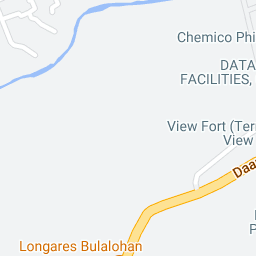 Chemico Phi
DATA
FACILITIES,
View Fort (Ter
View
Daa
Longares Bulalohan
P